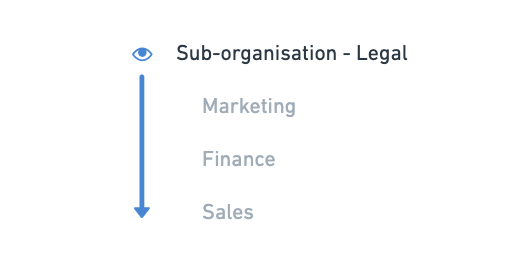 Sub-organisation - Legal
Marketing
Finance
Sales